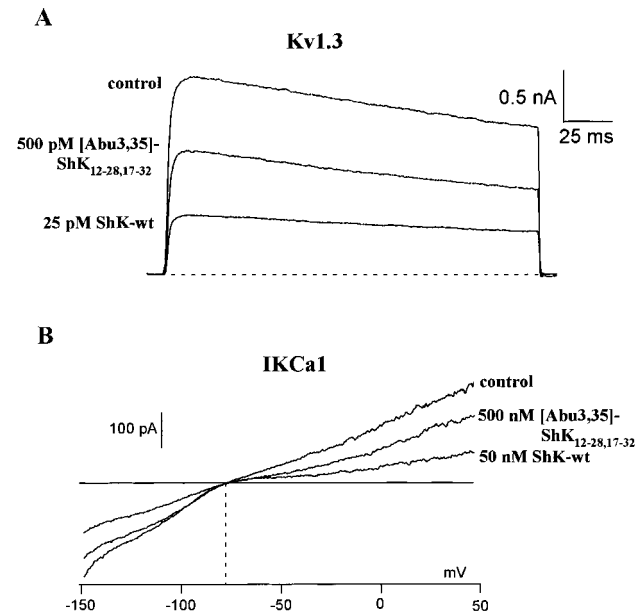 A
Kv1.3
control
0.5 nA
25 ms
500 pM [Abu3,35]-
ShK12-28,17-32
25 pM ShK-wt
B
IKCa1
control
100 pA
500 nM [Abu3,35]-
ShK12-28,17-32
50 nM ShK-wt
mV
-150 -100 -50 0 50